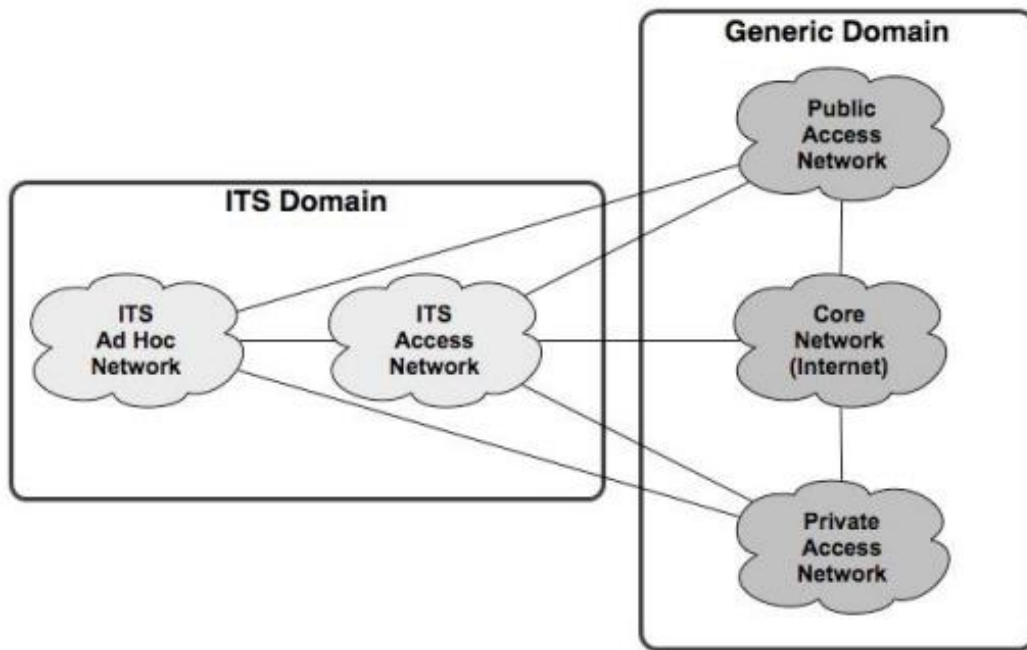 Generic Domain
Public
Access
Network
ITS Domain
ITS
Ad Hoc
Network
ITS
Access
Network
Core
Network
(Internet)
Private
Access
Network